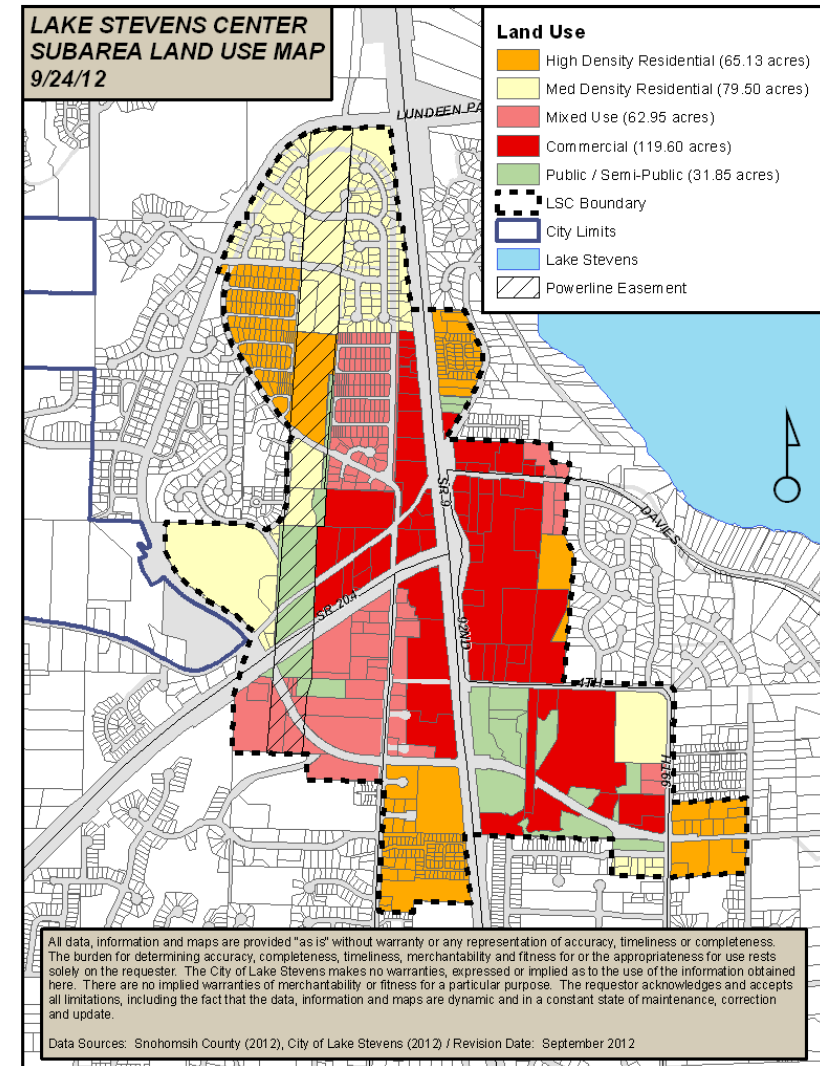 LAKE STEVENS CENTER
SUBAREA LAND USE MAP
9/24/12
Land Use
High Density Residential (65.13 acres)
Med Density Residential (79.50 acres)
Mixed Use (62.95 acres)
Commercial (119.60 acres)
Public / Semi-Public (31.85 acres)
LSC Boundary
City Limits
Lake Stevens
Powerline Easement
LUNDEEN PA
SR 9
DAVIES
SR 204
92ND
4TH
99TH
All data, information and maps are provided "as is" without warranty or any representation of accuracy, timeliness or completeness.
The burden for determining accuracy, completeness, timeliness, merchantability and fitness for or the appropriateness for use rests
solely on the requester. The City of Lake Stevens makes no warranties, expressed or implied as to the use of the information obtained
here. There are no implied warranties of merchantability or fitness for a particular purpose. The requestor acknowledges and accepts
all limitations, including the fact that the data, information and maps are dynamic and in a constant state of maintenance, correction
and update.
Data Sources: Snohomsih County (2012), City of Lake Stevens (2012) / Revision Date: September 2012